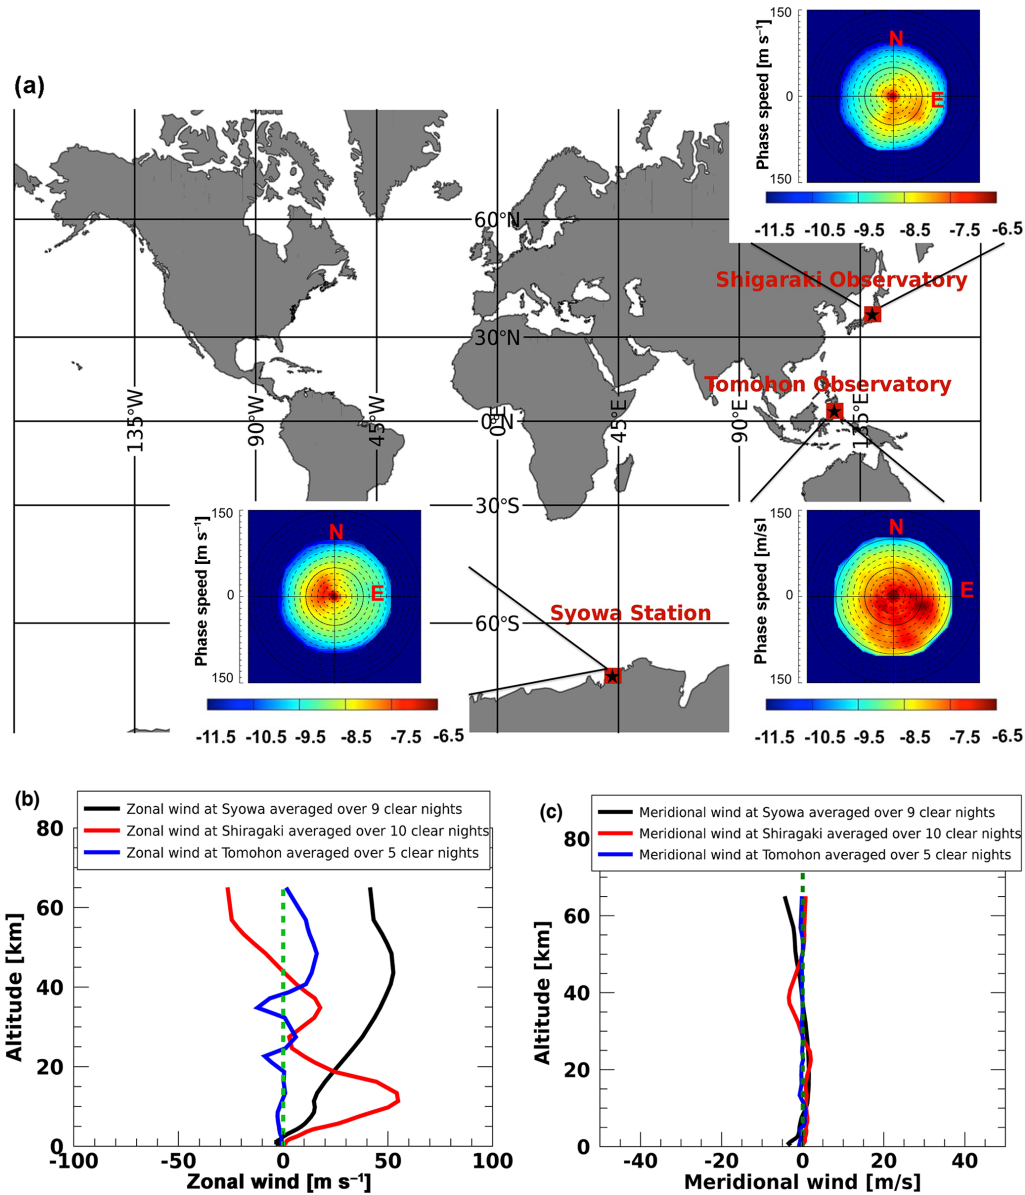 (a)
150
Phase speed [m s⁻¹]
0
150
N
E
-11.5 -10.5 -9.5 -8.5 -7.5 -6.5
60°N
Shigaraki Observatory
30°N
Tomohon Observatory
135°W
90°W
45°W
0°E
45°E
90°E
135°E
0°N
30°S
150
Phase speed [m s⁻¹]
0
150
N
E
-11.5 -10.5 -9.5 -8.5 -7.5 -6.5
Syowa Station
60°S
150
Phase speed [m/s]
0
150
N
E
-11.5 -10.5 -9.5 -8.5 -7.5 -6.5
(b)
Zonal wind at Syowa averaged over 9 clear nights
Zonal wind at Shiragaki averaged over 10 clear nights
Zonal wind at Tomohon averaged over 5 clear nights
80
60
40
20
0
Altitude [km]
-100 -50 0 50 100
Zonal wind [m s⁻¹]
(c)
Meridional wind at Syowa averaged over 9 clear nights
Meridional wind at Shiragaki averaged over 10 clear nights
Meridional wind at Tomohon averaged over 5 clear nights
80
60
40
20
0
Altitude [km]
-40 -20 0 20 40
Meridional wind [m/s]